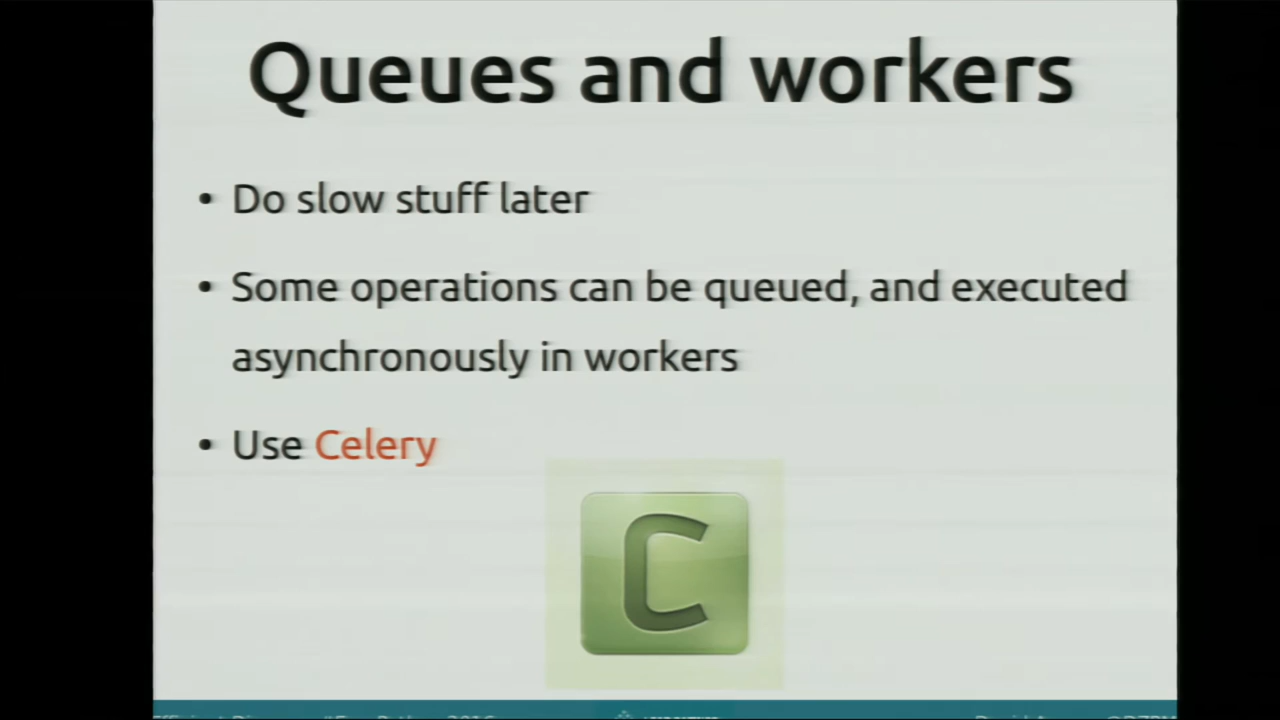 Queues and workers
• Do slow stuff later
• Some operations can be queued, and executed
asynchronously in workers
• Use Celery
C